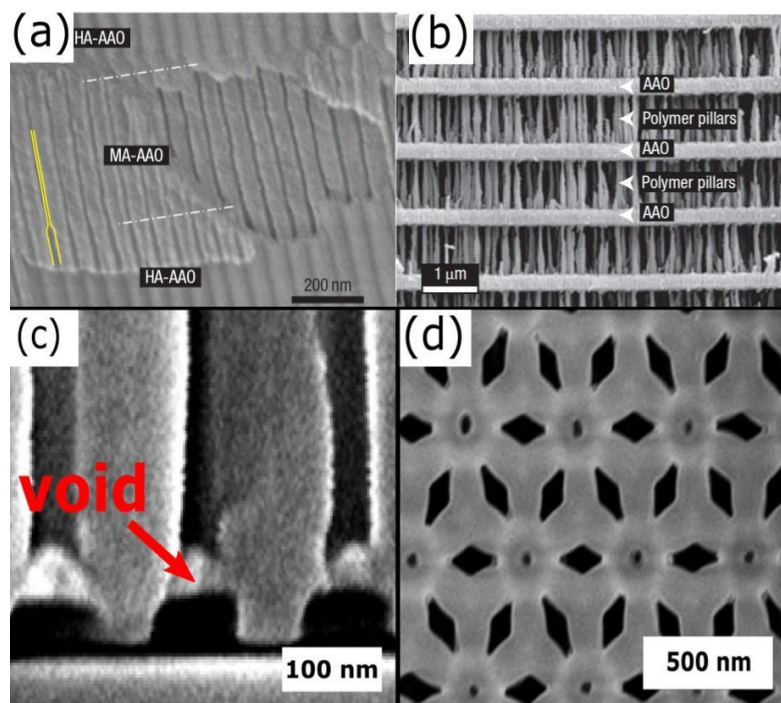 (a)
HA-AAO
MA-AAO
HA-AAO
200 nm
(b)
AAO
Polymer pillars
AAO
Polymer pillars
AAO
1 μm
(c)
void
100 nm
(d)
500 nm